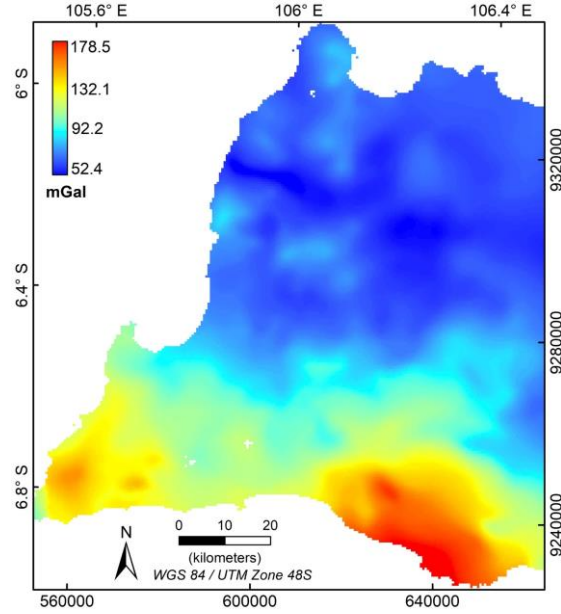 105.6° E
106° E
106.4° E
178.5
132.1
92.2
52.4
mGal
6° S
6.4° S
6.8° S
9320000
9280000
9240000
N
0 10 20
(kilometers)
WGS 84 / UTM Zone 48S
560000
600000
640000